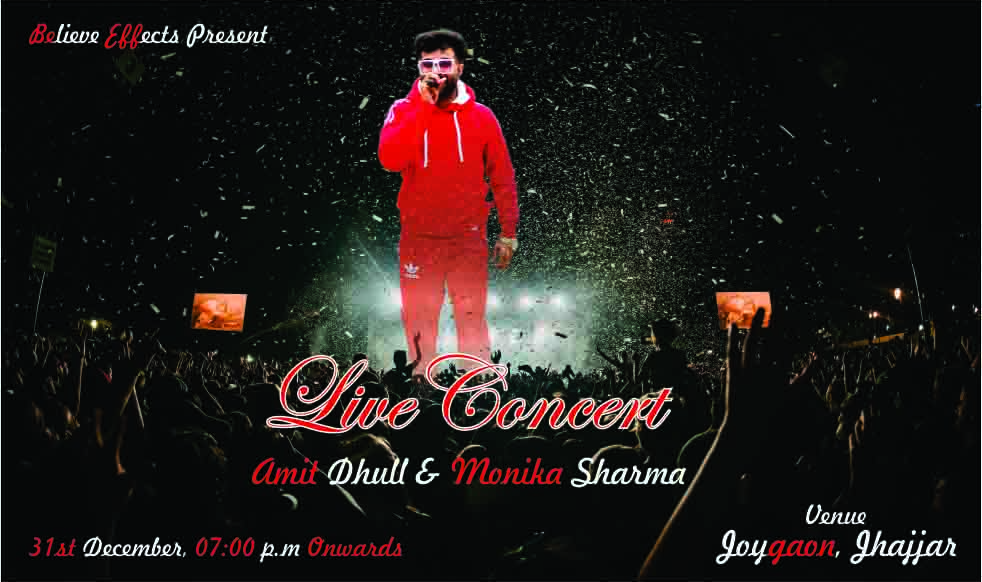 Believe Effects Present
Live Concert
Amit Dhull & Monika Sharma
31st December, 07:00 p.m Onwards
Venue
Joygaon, Jhajjar